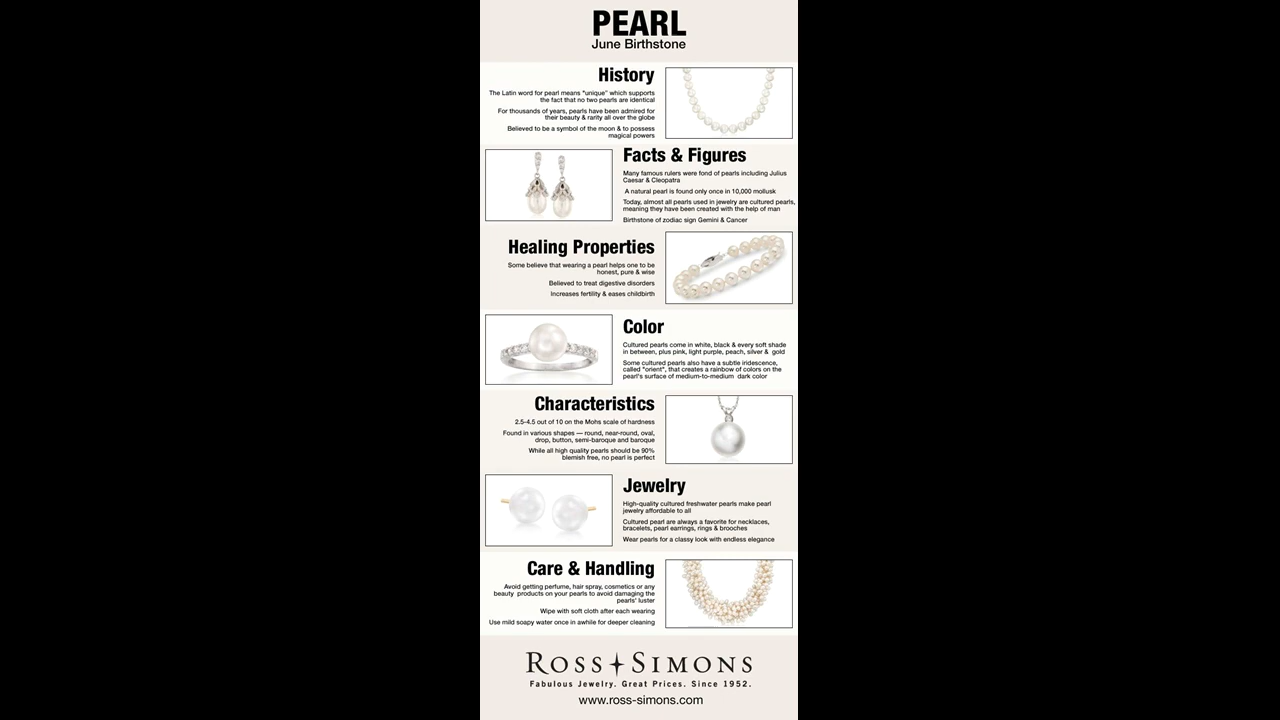 PEARL
June Birthstone
History
The Latin word for pearl means "unique" which supports
the fact that no two pearls are identical
For thousands of years, pearls have been admired for
their beauty & rarity all over the globe
Believed to be a symbol of the moon & to possess
magical powers
Facts & Figures
Many famous rulers were fond of pearls including Julius
Caesar & Cleopatra
A natural pearl is found only once in 10,000 mollusk
Today, almost all pearls used in jewelry are cultured pearls,
meaning they have been created with the help of man
Birthstone of zodiac sign Gemini & Cancer
Healing Properties
Some believe that wearing a pearl helps one to be
honest, pure & wise
Believed to treat digestive disorders
Increases fertility & eases childbirth
Color
Cultured pearls come in white, black & every soft shade
in between, plus pink, light purple, peach, silver & gold
Some cultured pearls also have a subtle iridescence,
called "orient", that creates a rainbow of colors on the
pearl's surface of medium-to-medium dark color
Characteristics
2.5-4.5 out of 10 on the Mohs scale of hardness
Found in various shapes — round, near-round, oval,
drop, button, semi-baroque and baroque
While all high quality pearls should be 90%
blemish free, no pearl is perfect
Jewelry
High-quality cultured freshwater pearls make pearl
jewelry affordable to all
Cultured pearl are always a favorite for necklaces,
bracelets, pearl earrings, rings & brooches
Wear pearls for a classy look with endless elegance
Care & Handling
Avoid getting perfume, hair spray, cosmetics or any
beauty products on your pearls to avoid damaging the
pearls' luster
Wipe with soft cloth after each wearing
Use mild soapy water once in awhile for deeper cleaning
ROSS SIMONS
Fabulous Jewelry. Great Prices. Since 1952.
www.ross-simons.com